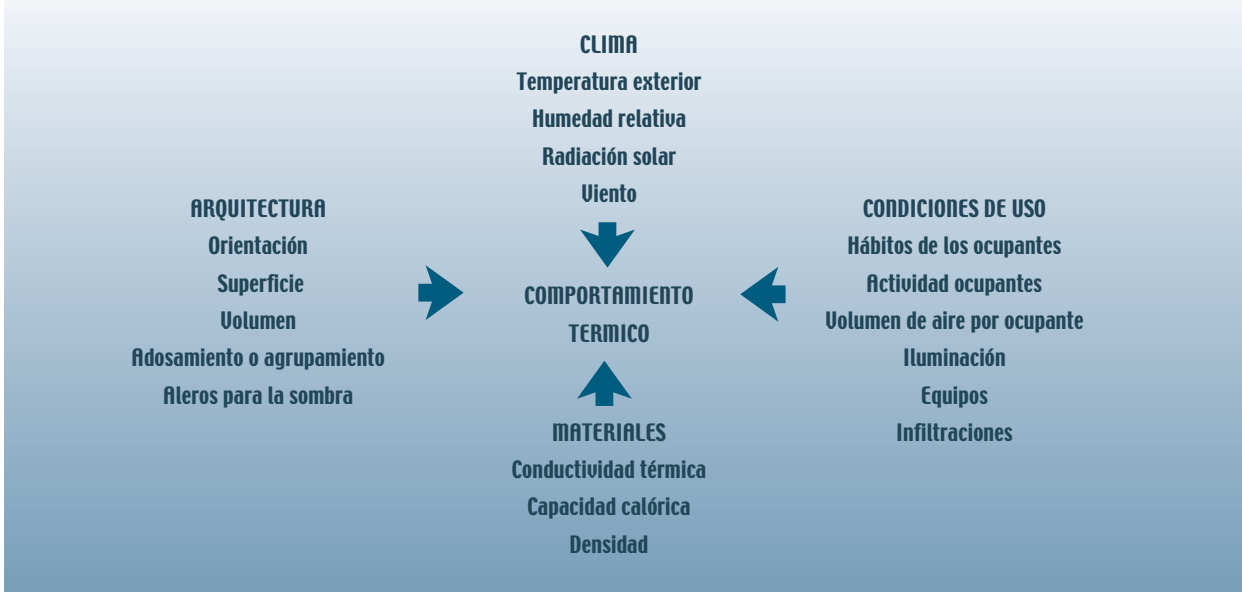 CLIMA
Temperatura exterior
Humedad relativa
Radiación solar
Viento
ARQUITECTURA
Orientación
Superficie
Volumen
Adosamiento o agrupamiento
Aleros para la sombra
COMPORTAMIENTO
TERMICO
CONDICIONES DE USO
Hábitos de los ocupantes
Actividad ocupantes
Volumen de aire por ocupante
Iluminación
Equipos
Infiltraciones
MATERIALES
Conductividad térmica
Capacidad calórica
Densidad